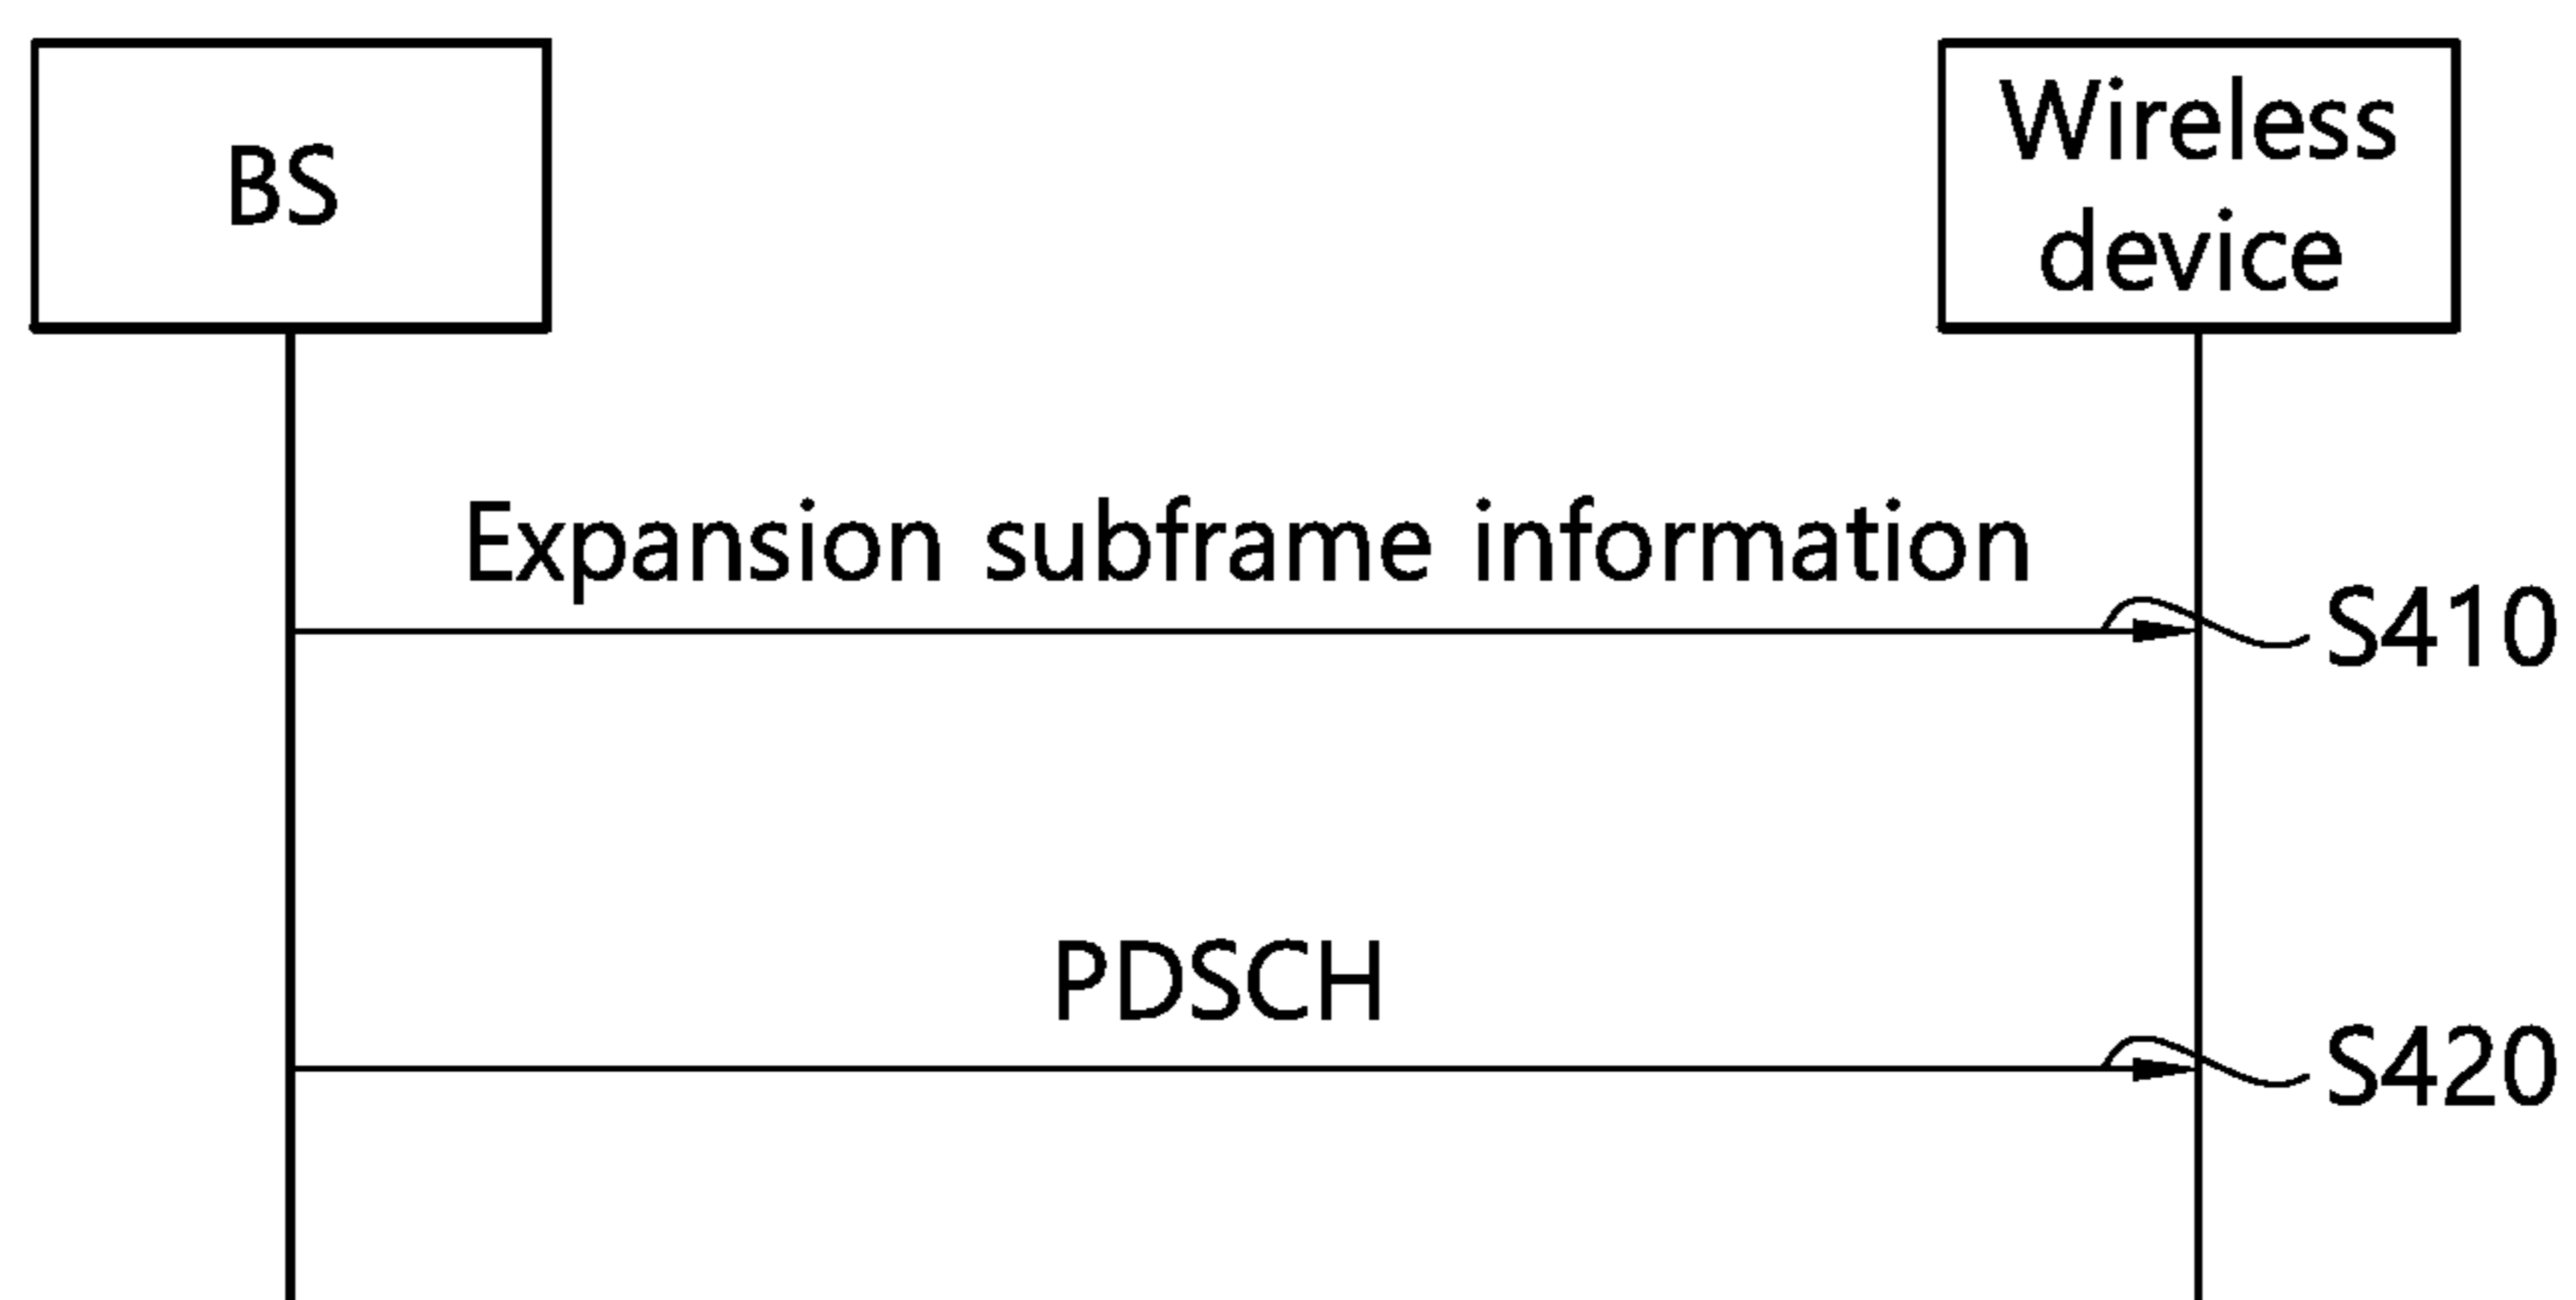 BS
Wireless
device
Expansion subframe information
S410
PDSCH
S420